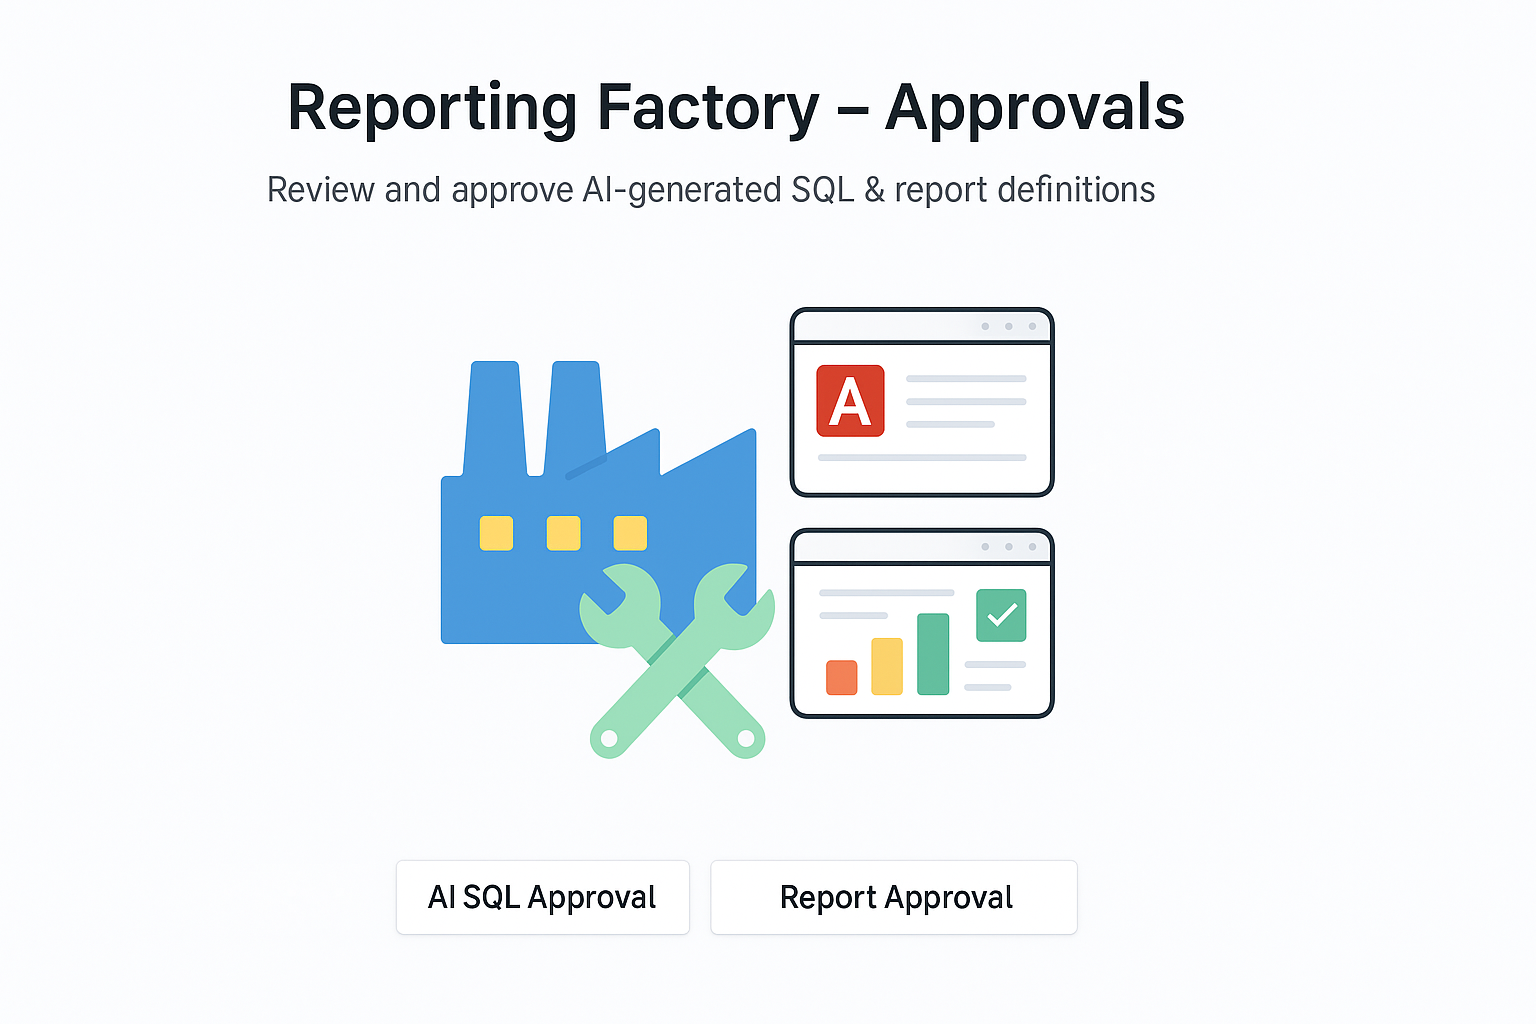 Reporting Factory – Approvals
Review and approve AI-generated SQL & report definitions
A
AI SQL Approval
Report Approval